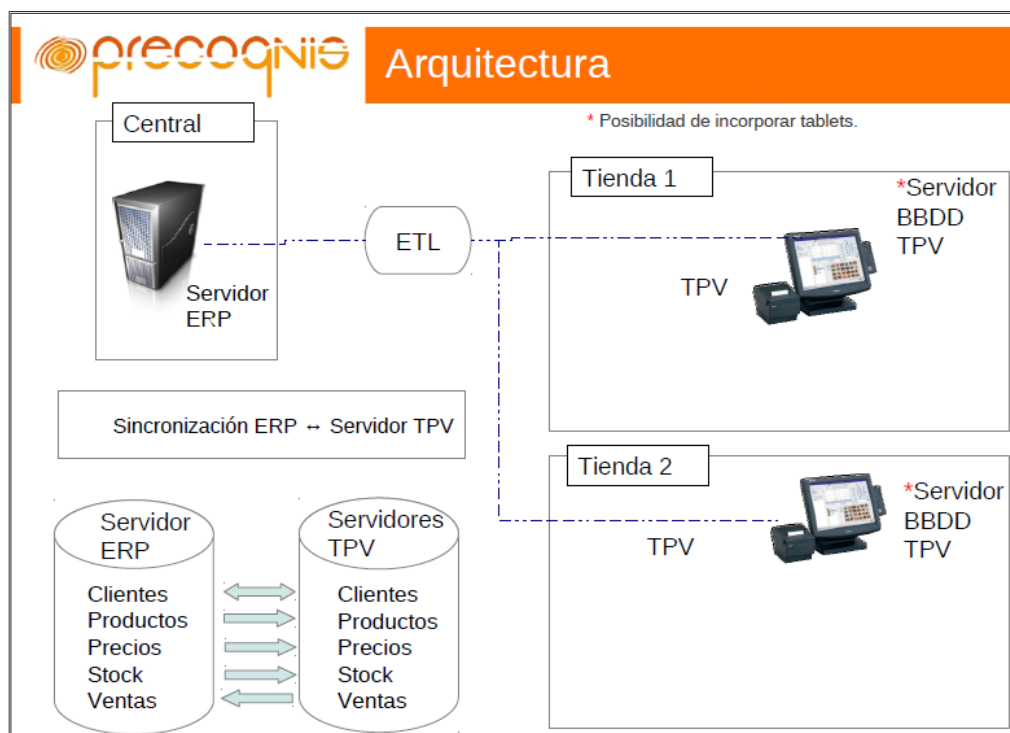 precognis
Arquitectura
* Posibilidad de incorporar tablets.
Central
Servidor
ERP
ETL
Tienda 1
*Servidor
BBDD
TPV
TPV
Sincronización ERP ↔ Servidor TPV
Tienda 2
*Servidor
BBDD
TPV
TPV
Servidor
ERP
Clientes
Productos
Precios
Stock
Ventas
Servidores
TPV
Clientes
Productos
Precios
Stock
Ventas